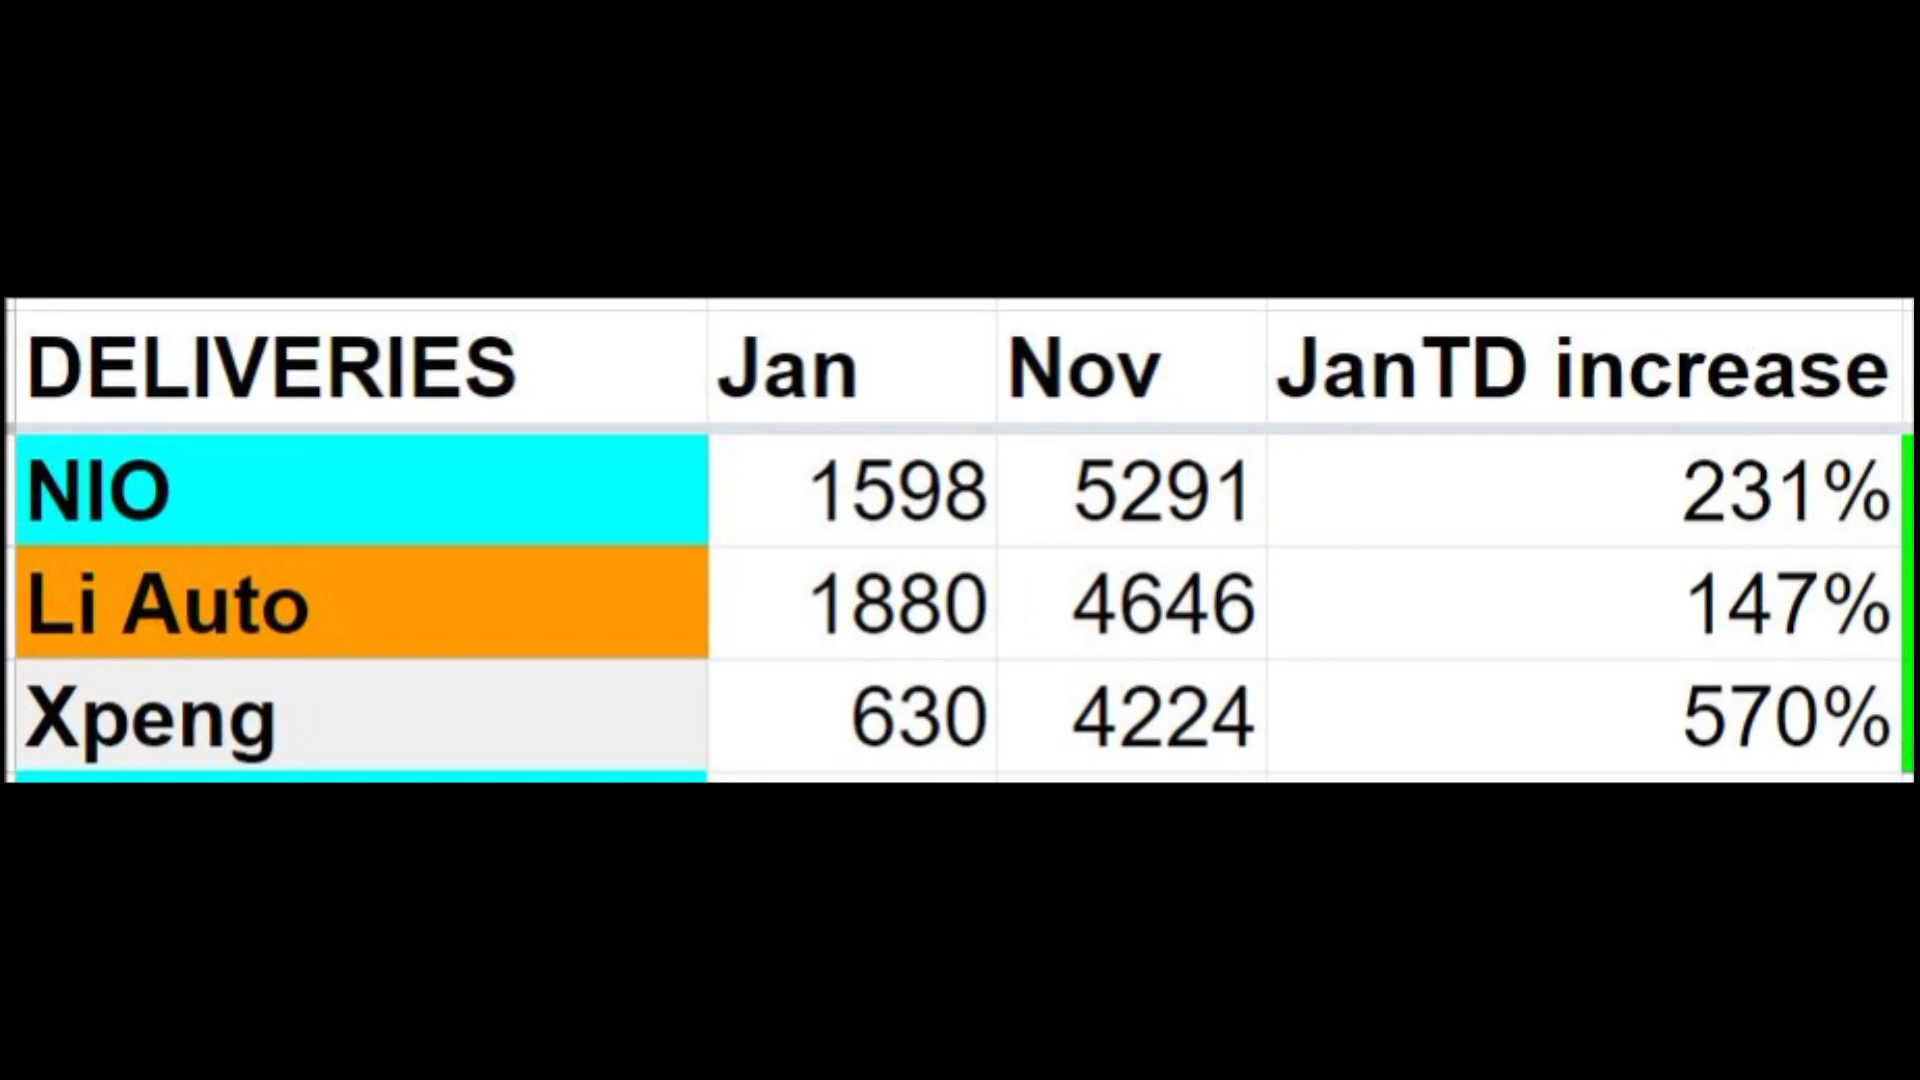 DELIVERIES Jan Nov JanTD increase
NIO 1598 5291 231%
Li Auto 1880 4646 147%
Xpeng 630 4224 570%